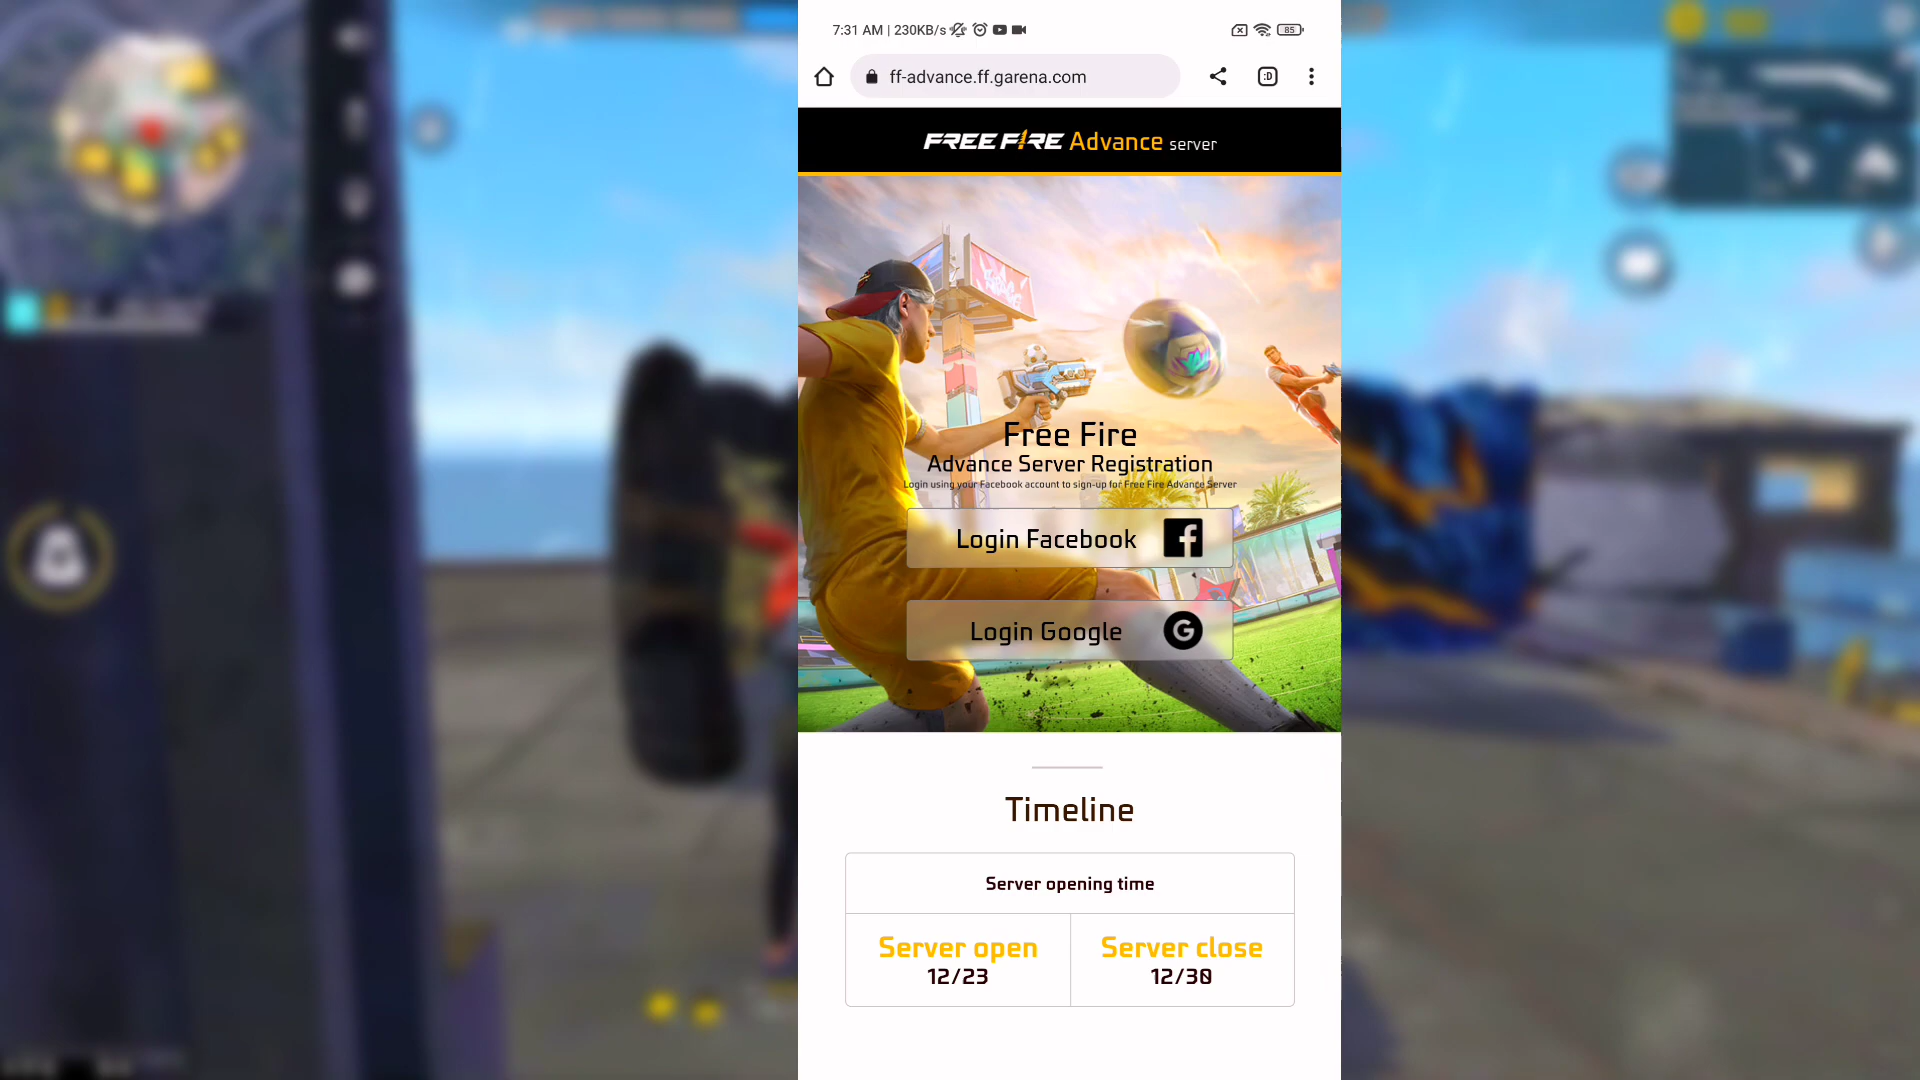 7:31 AM | 230KB/s
85
ff-advance.ff.garena.com
:D
FREE FIRE Advance server
Free Fire
Advance Server Registration
Login using your Facebook account to sign-up for Free Fire Advance Server
Login Facebook
Login Google
Timeline
Server opening time
Server open
12/23
Server close
12/30